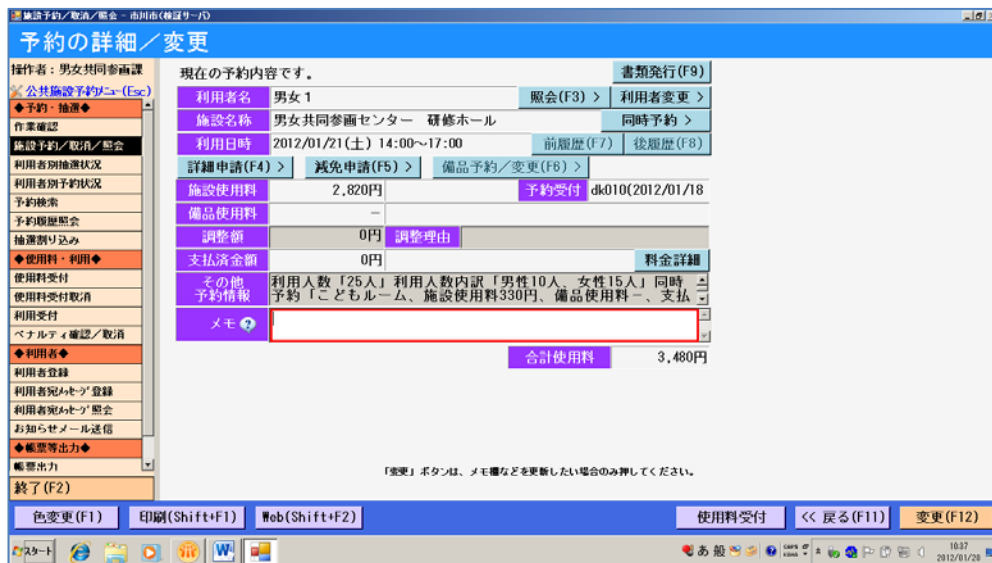 施設予約/取消/照会 - 市川市(検証サーバ)
予約の詳細/変更
操作者:男女共同参画課
公共施設予約メニュー(Esc)
◆予約・抽選◆
作業確認
施設予約/取消/照会
利用者別抽選状況
利用者別予約状況
予約検索
予約履歴照会
抽選割り込み
◆使用料・利用◆
使用料受付
使用料受付取消
利用受付
ペナルティ確認/取消
◆利用者◆
利用者登録
利用者宛メッセージ登録
利用者宛メッセージ照会
お知らせメール送信
◆帳票等出力◆
帳票出力
終了(F2)
現在の予約内容です。 書類発行(F9)
利用者名 男女1 照会(F3) > 利用者変更 >
施設名称 男女共同参画センター 研修ホール 同時予約 >
利用日時 2012/01/21(土) 14:00~17:00 前履歴(F7) 後履歴(F8)
詳細申請(F4) > 減免申請(F5) > 備品予約/変更(F6) >
施設使用料 2,820円 予約受付 dk010(2012/01/18
備品使用料 −
調整額 0円 調整理由
支払済金額 0円 料金詳細
その他 利用人数「25人」利用人数内訳「男性10人、女性15人」同時
予約情報 予約「こどもルーム、施設使用料330円、備品使用料−、支払
メモ ?
合計使用料 3,480円
「変更」ボタンは、メモ欄などを更新したい場合のみ押してください。
色変更(F1) 印刷(Shift+F1) Web(Shift+F2) 使用料受付 << 戻る(F11) 変更(F12)
スタート あ 般 CAPS KANA 10:37
2012/01/20